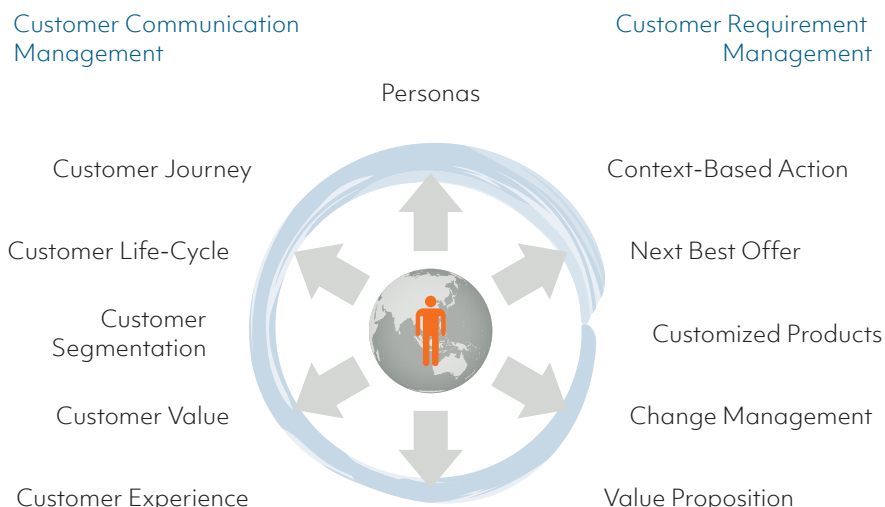 Customer Communication
Management
Customer Requirement
Management
Personas
Customer Journey
Context-Based Action
Customer Life-Cycle
Next Best Offer
Customer
Segmentation
Customized Products
Customer Value
Change Management
Customer Experience
Value Proposition